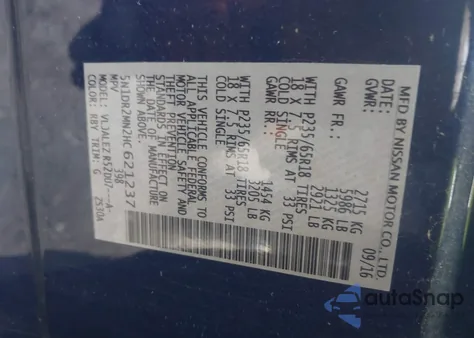 MFD BY NISSAN MOTOR CO., LTD.
DATE: 09/16
GVWR: 2715 KG
5986 LB
GAWR FR: 1325 KG
2921 LB
WITH P235/65R18 TIRES
18 X 7.5 RIMS AT 33 PSI
COLD SINGLE
GAWR RR: 1454 KG
3205 LB
WITH P235/65R18 TIRES
18 X 7.5 RIMS AT 33 PSI
COLD SINGLE
THIS VEHICLE CONFORMS TO
ALL APPLICABLE FEDERAL
MOTOR VEHICLE SAFETY AND
THEFT PREVENTION
STANDARDS IN EFFECT ON
THE DATE OF MANUFACTURE
SHOWN ABOVE.
5N1DR2MN2HC621237
MPV 398
COLOR: RBY TRIM: G 2530A
autoSnap